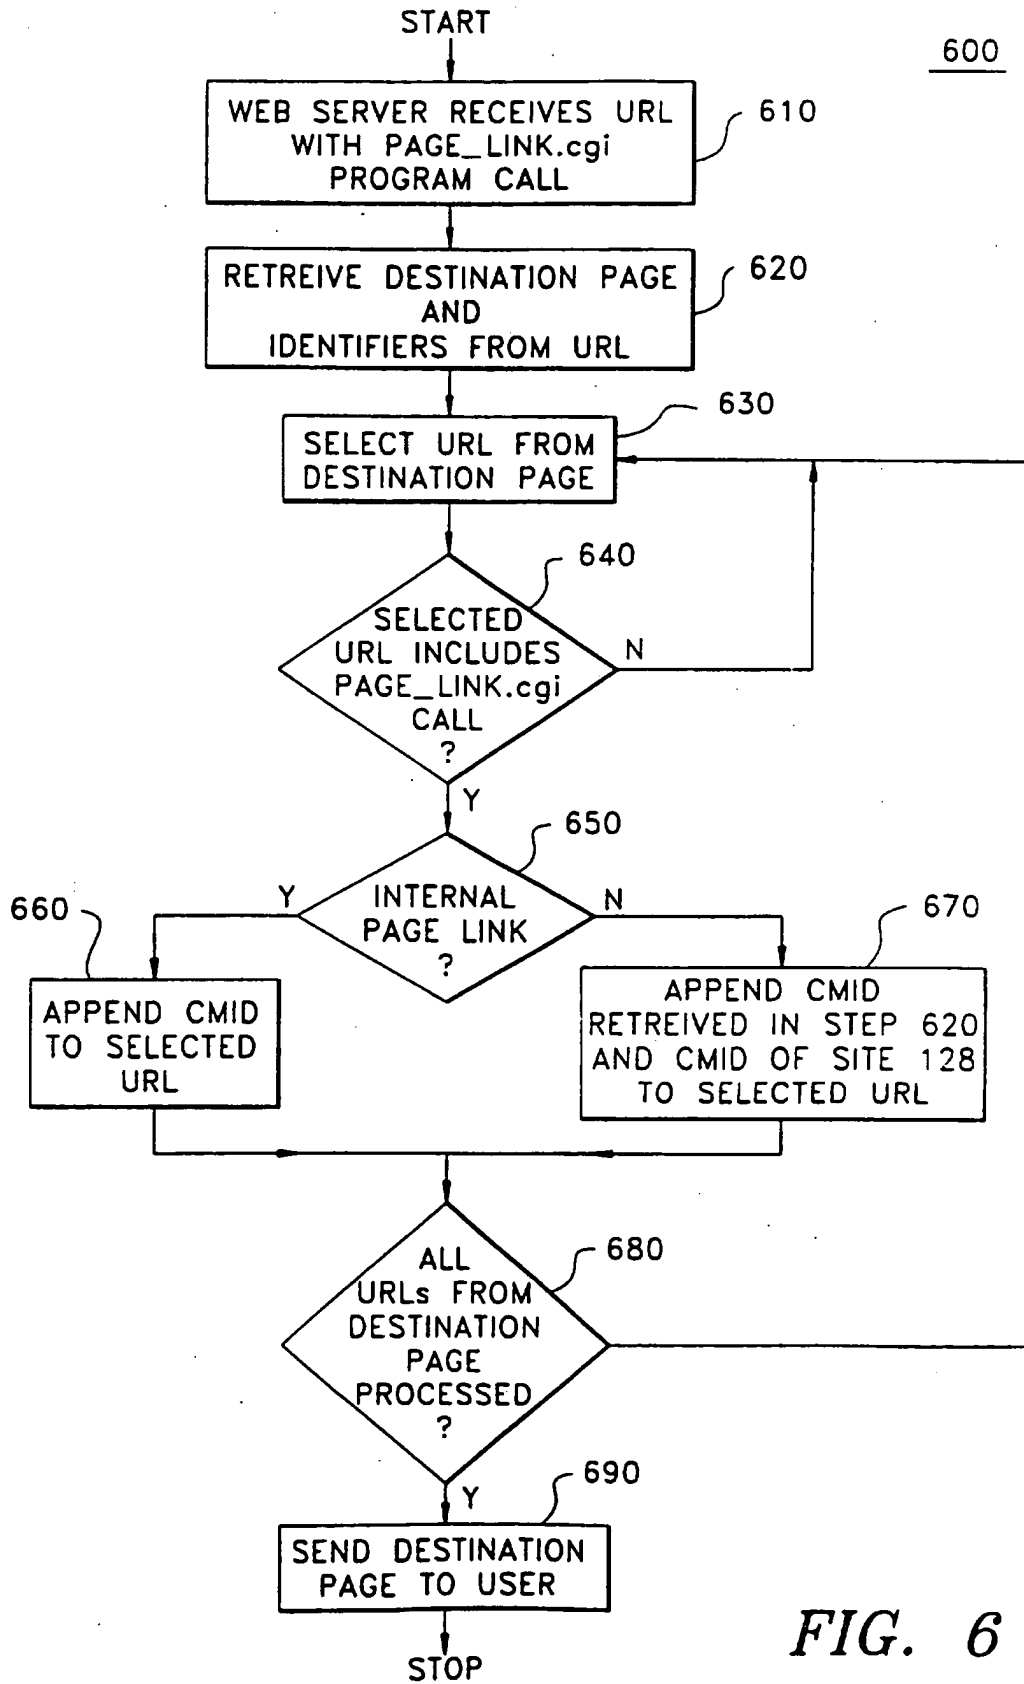 START
600
WEB SERVER RECEIVES URL
WITH PAGE_LINK.cgi
PROGRAM CALL
610
RETREIVE DESTINATION PAGE
AND
IDENTIFIERS FROM URL
620
630
SELECT URL FROM
DESTINATION PAGE
640
SELECTED
URL INCLUDES
PAGE_LINK.cgi
CALL
?
N
Y
650
INTERNAL
PAGE LINK
?
Y
N
660
APPEND CMID
TO SELECTED
URL
670
APPEND CMID
RETREIVED IN STEP 620
AND CMID OF SITE 128
TO SELECTED URL
680
ALL
URLs FROM
DESTINATION
PAGE
PROCESSED
?
Y
690
SEND DESTINATION
PAGE TO USER
STOP
FIG. 6